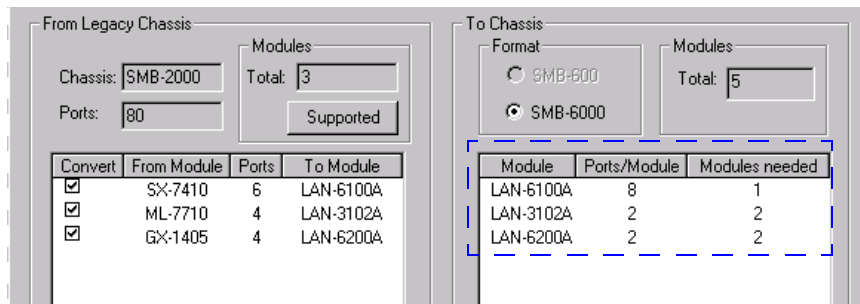 From Legacy Chassis
Chassis: SMB-2000
Ports: 80
Modules
Total: 3
Supported
Convert From Module Ports To Module
SX-7410 6 LAN-6100A
ML-7710 4 LAN-3102A
GX-1405 4 LAN-6200A
To Chassis
Format
SMB-600
SMB-6000
Modules
Total: 5
Module Ports/Module Modules needed
LAN-6100A 8 1
LAN-3102A 2 2
LAN-6200A 2 2